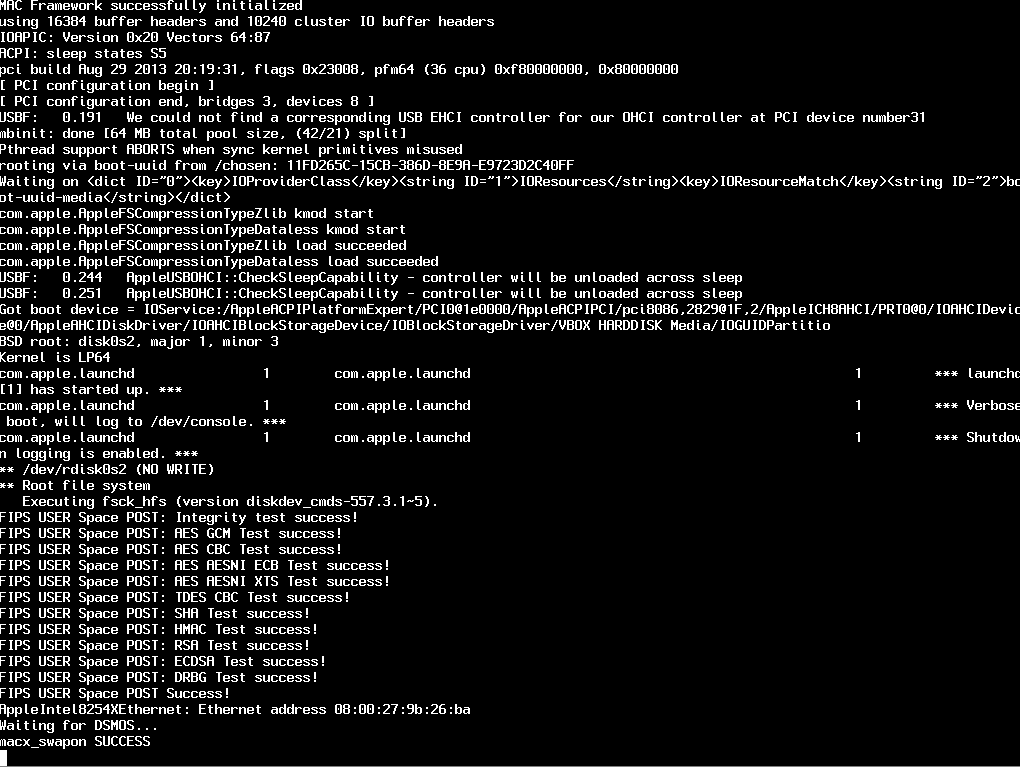 MAC Framework successfully initialized
using 16384 buffer headers and 10240 cluster IO buffer headers
IOAPIC: Version 0x20 Vectors 64:87
ACPI: sleep states S5
pci build Aug 29 2013 20:19:31, flags 0x23008, pfm64 (36 cpu) 0xf80000000, 0x80000000
[ PCI configuration begin ]
[ PCI configuration end, bridges 3, devices 8 ]
USBF:   0.191   We could not find a corresponding USB EHCI controller for our OHCI controller at PCI device number31
mbinit: done [64 MB total pool size, (42/21) split]
Pthread support ABORTS when sync kernel primitives misused
rooting via boot-uuid from /chosen: 11FD265C-15CB-386D-8E9A-E9723D2C40FF
Waiting on <dict ID="0"><key>IOProviderClass</key><string ID="1">IOResources</string><key>IOResourceMatch</key><string ID="2">bo
ot-uuid-media</string></dict>
com.apple.AppleFSCompressionTypeZlib kmod start
com.apple.AppleFSCompressionTypeDataless kmod start
com.apple.AppleFSCompressionTypeZlib load succeeded
com.apple.AppleFSCompressionTypeDataless load succeeded
USBF:   0.244   AppleUSBOHCI::CheckSleepCapability - controller will be unloaded across sleep
USBF:   0.251   AppleUSBOHCI::CheckSleepCapability - controller will be unloaded across sleep
Got boot device = IOService:/AppleACPIPlatformExpert/PCI0@1e0000/AppleACPIPCI/pci8086,2829@1F,2/AppleICH8AHCI/PRT0@0/IOAHCIDevic
e@0/AppleAHCIDiskDriver/IOAHCIBlockStorageDevice/IOBlockStorageDriver/VBOX HARDDISK Media/IOGUIDPartitio
BSD root: disk0s2, major 1, minor 3
Kernel is LP64
com.apple.launchd                1        com.apple.launchd                                                1         *** launchd
[1] has started up. ***
com.apple.launchd                1        com.apple.launchd                                                1         *** Verbose
 boot, will log to /dev/console. ***
com.apple.launchd                1        com.apple.launchd                                                1         *** Shutdow
n logging is enabled. ***
** /dev/rdisk0s2 (NO WRITE)
** Root file system
   Executing fsck_hfs (version diskdev_cmds-557.3.1~5).
FIPS USER Space POST: Integrity test success!
FIPS USER Space POST: AES GCM Test success!
FIPS USER Space POST: AES CBC Test success!
FIPS USER Space POST: AES AESNI ECB Test success!
FIPS USER Space POST: AES AESNI XTS Test success!
FIPS USER Space POST: TDES CBC Test success!
FIPS USER Space POST: SHA Test success!
FIPS USER Space POST: HMAC Test success!
FIPS USER Space POST: RSA Test success!
FIPS USER Space POST: ECDSA Test success!
FIPS USER Space POST: DRBG Test success!
FIPS USER Space POST Success!
AppleIntel8254XEthernet: Ethernet address 08:00:27:9b:26:ba
Waiting for DSMOS...
macx_swapon SUCCESS